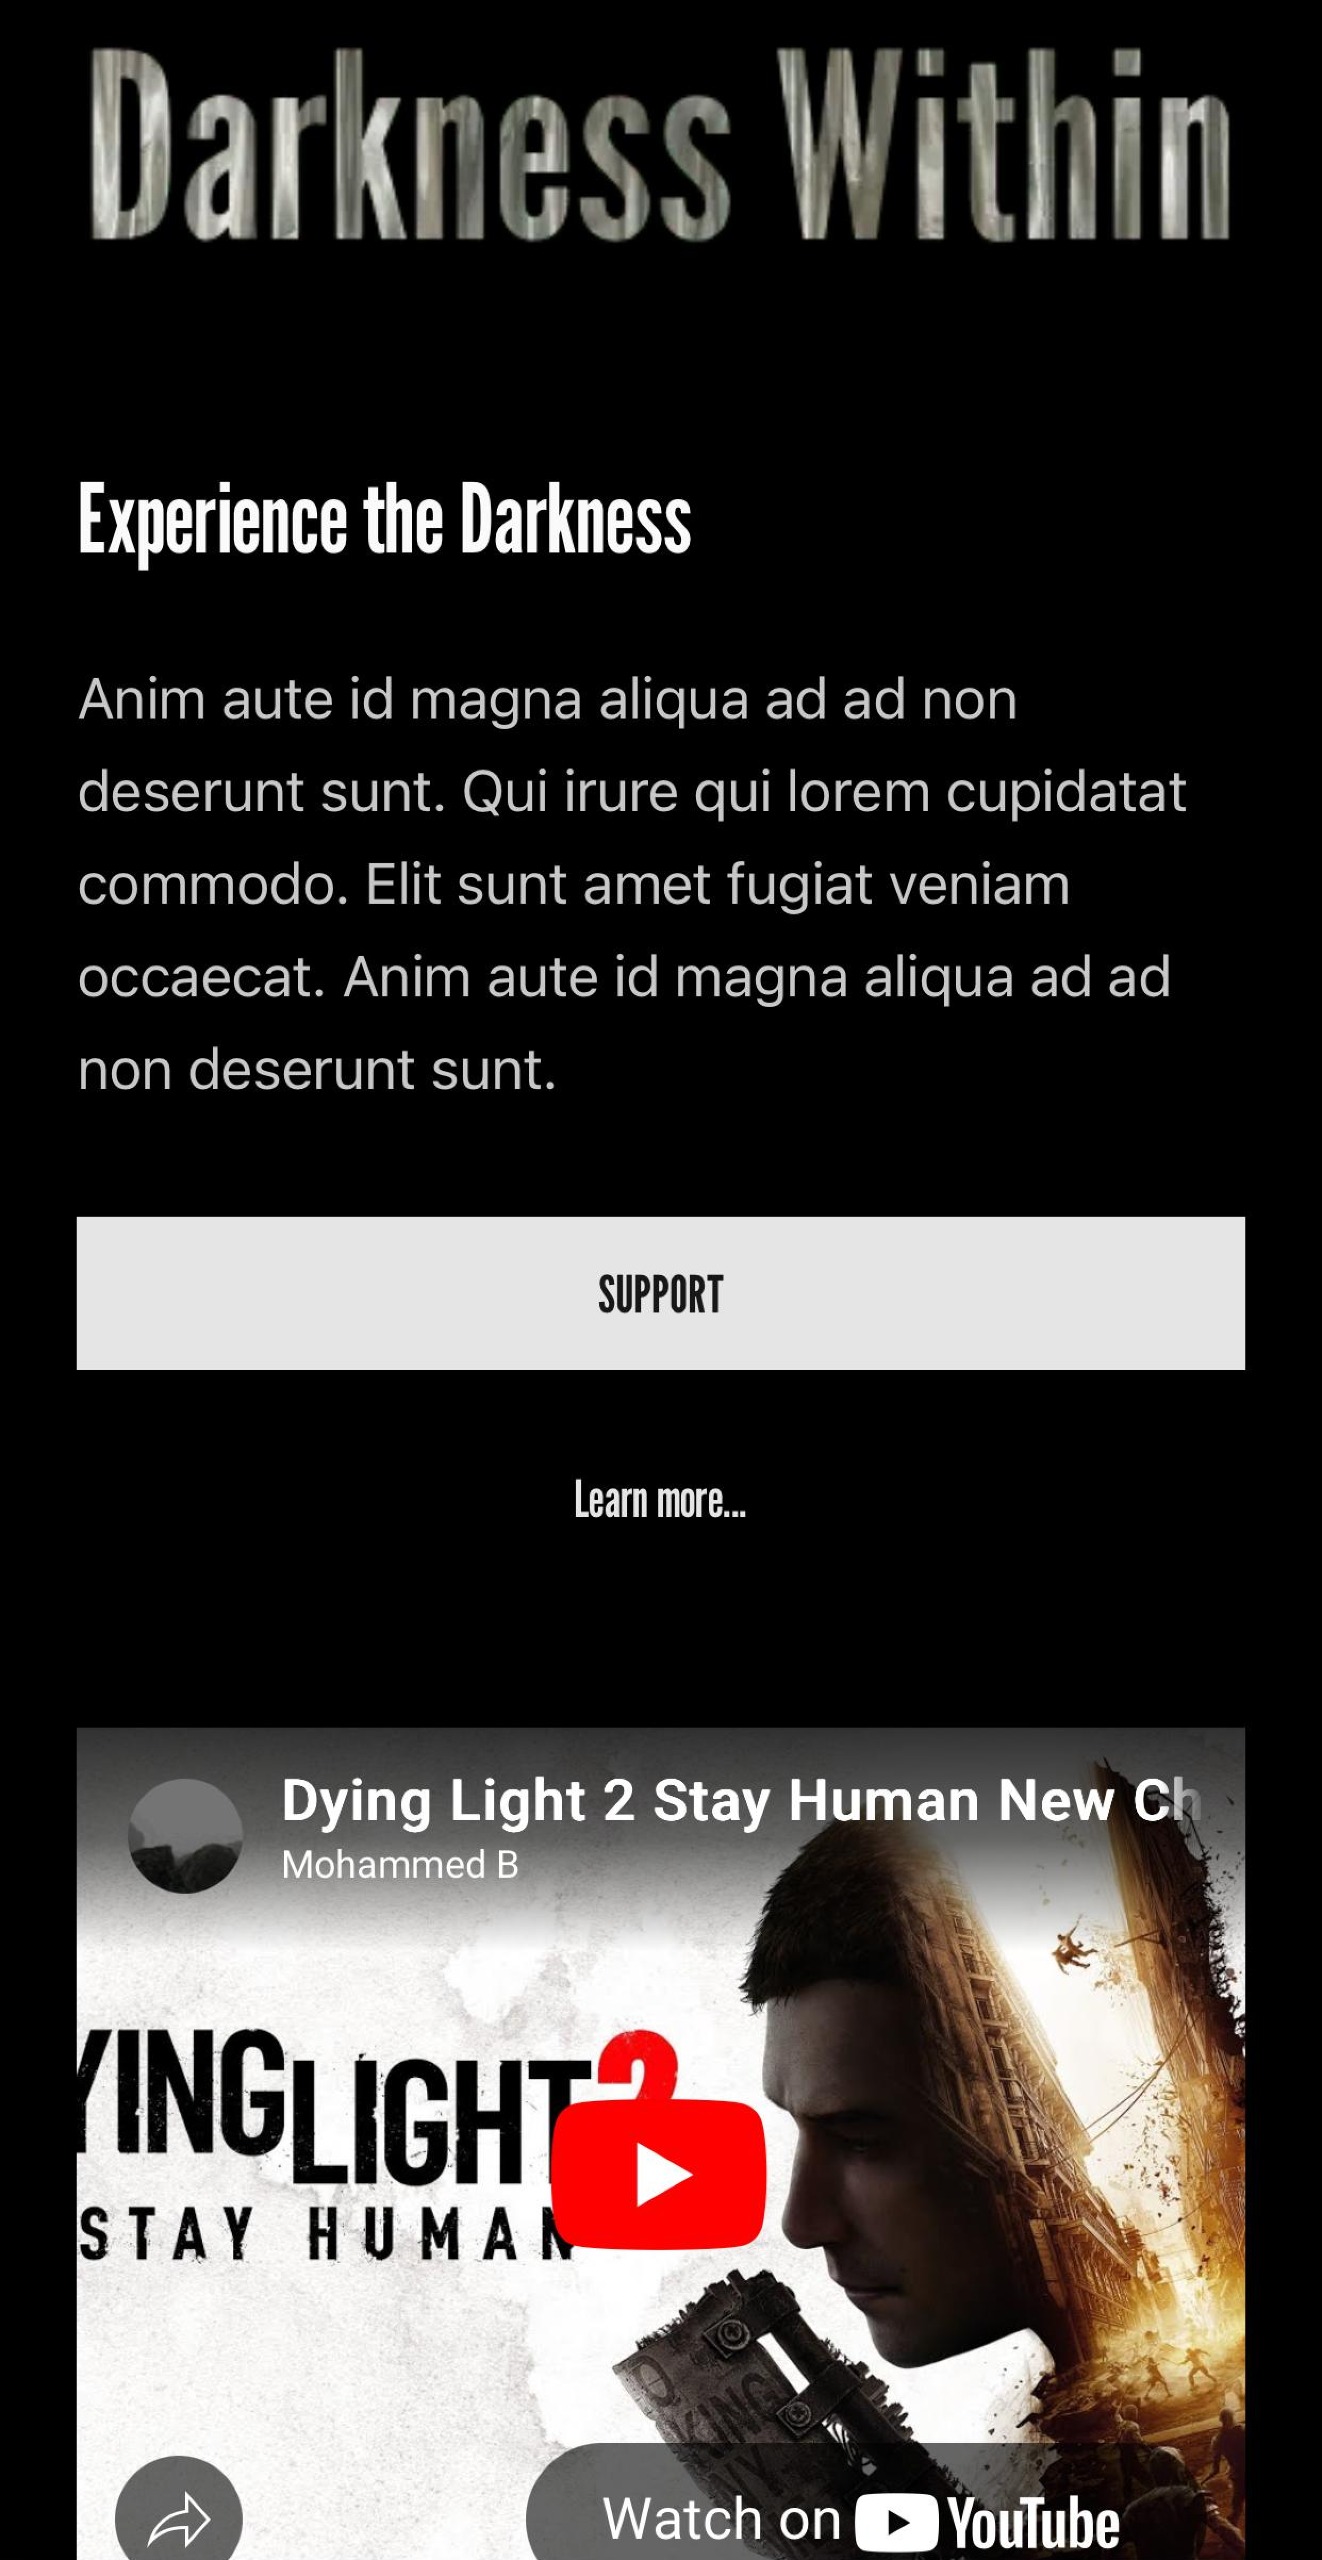 Darkness Within
Experience the Darkness
Anim aute id magna aliqua ad ad non
deserunt sunt. Qui irure qui lorem cupidatat
commodo. Elit sunt amet fugiat veniam
occaecat. Anim aute id magna aliqua ad ad
non deserunt sunt.
SUPPORT
Learn more...
Dying Light 2 Stay Human New Ch
Mohammed B
YING LIGHT 2
STAY HUMAN
Watch on YouTube